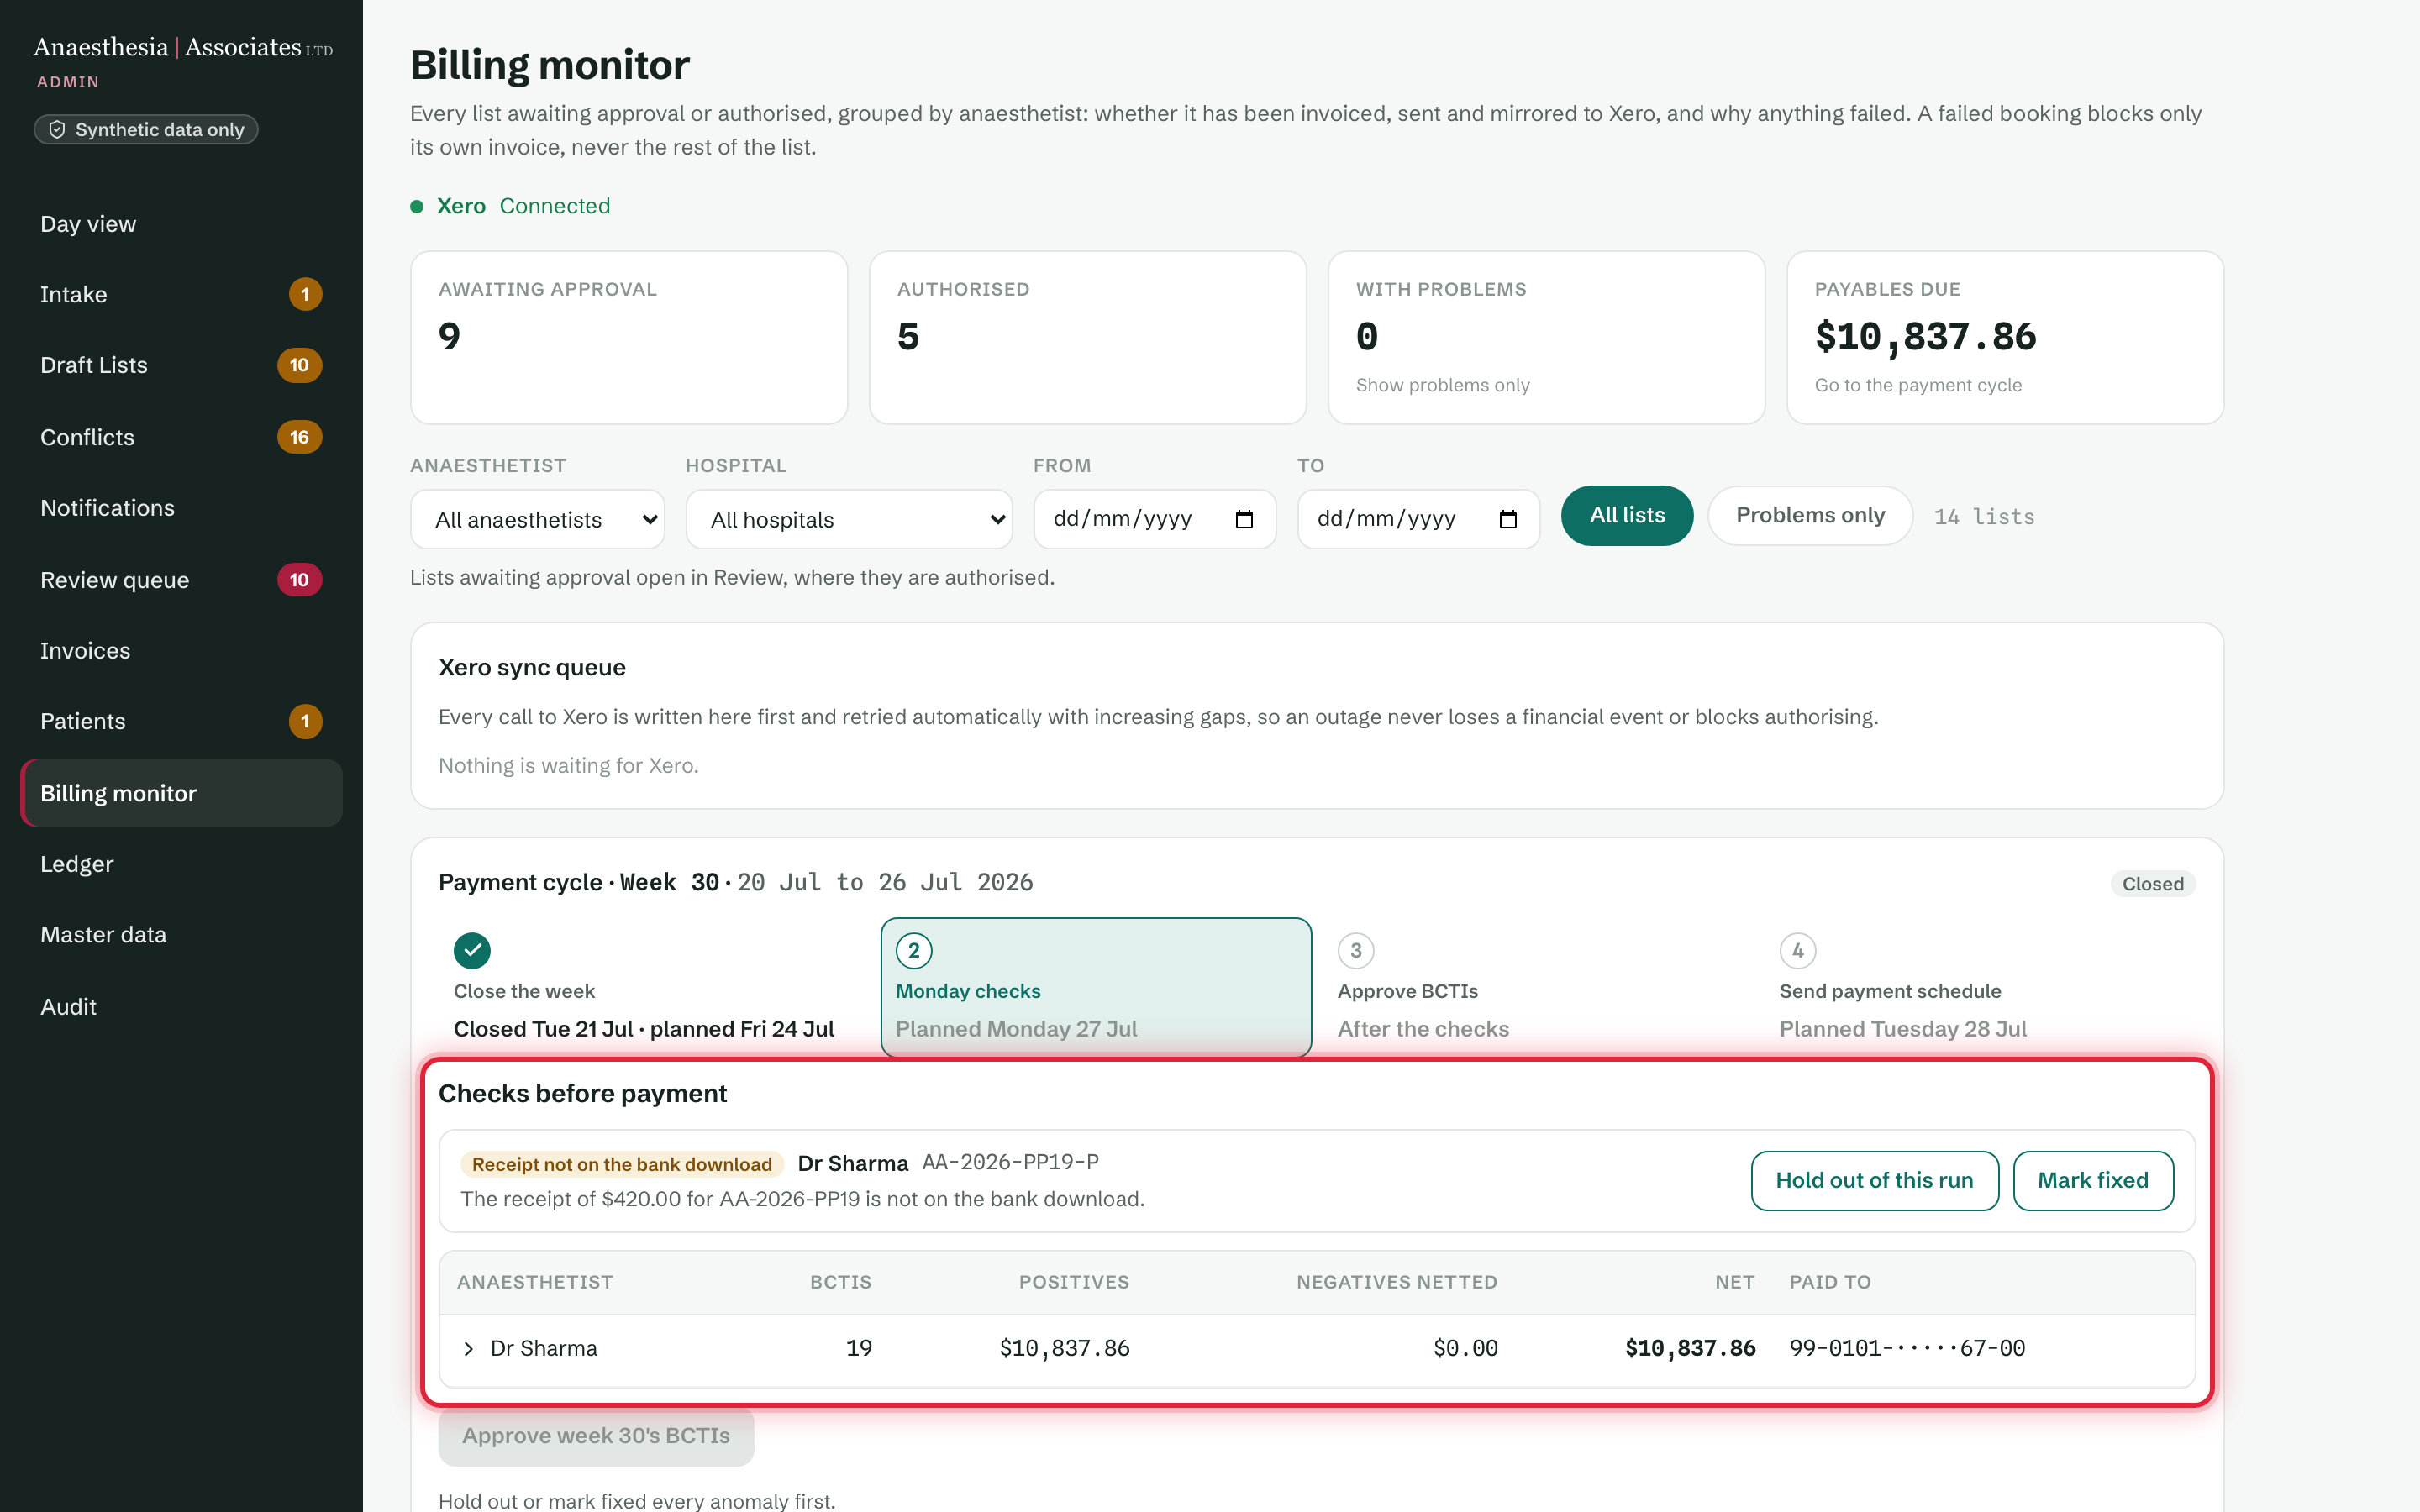 Anaesthesia | Associates LTD
ADMIN
Synthetic data only
Day view
Intake 1
Draft Lists 10
Conflicts 16
Notifications
Review queue 10
Invoices
Patients 1
Billing monitor
Ledger
Master data
Audit
Billing monitor
Every list awaiting approval or authorised, grouped by anaesthetist: whether it has been invoiced, sent and mirrored to Xero, and why anything failed. A failed booking blocks only
its own invoice, never the rest of the list.
Xero Connected
AWAITING APPROVAL
9
AUTHORISED
5
WITH PROBLEMS
0
Show problems only
PAYABLES DUE
$10,837.86
Go to the payment cycle
ANAESTHETIST HOSPITAL FROM TO
All anaesthetists All hospitals dd/mm/yyyy dd/mm/yyyy All lists Problems only 14 lists
Lists awaiting approval open in Review, where they are authorised.
Xero sync queue
Every call to Xero is written here first and retried automatically with increasing gaps, so an outage never loses a financial event or blocks authorising.
Nothing is waiting for Xero.
Payment cycle · Week 30 · 20 Jul to 26 Jul 2026 Closed
Close the week
Closed Tue 21 Jul · planned Fri 24 Jul
2
Monday checks
Planned Monday 27 Jul
3
Approve BCTIs
After the checks
4
Send payment schedule
Planned Tuesday 28 Jul
Checks before payment
Receipt not on the bank download Dr Sharma AA-2026-PP19-P
The receipt of $420.00 for AA-2026-PP19 is not on the bank download.
Hold out of this run Mark fixed
ANAESTHETIST BCTIS POSITIVES NEGATIVES NETTED NET PAID TO
Dr Sharma 19 $10,837.86 $0.00 $10,837.86 99-0101-·····67-00
Approve week 30's BCTIs
Hold out or mark fixed every anomaly first.